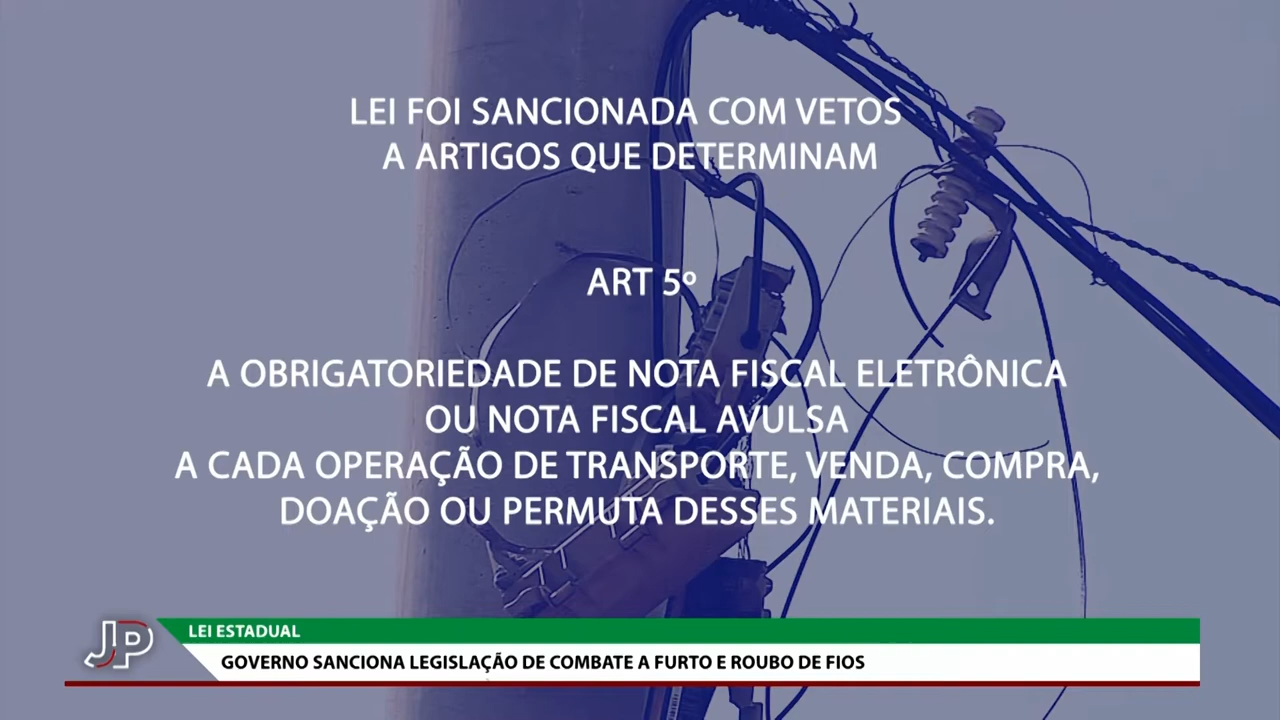 LEI FOI SANCIONADA COM VETOS
A ARTIGOS QUE DETERMINAM
ART 5º
A OBRIGATORIEDADE DE NOTA FISCAL ELETRÔNICA
OU NOTA FISCAL AVULSA
A CADA OPERAÇÃO DE TRANSPORTE, VENDA, COMPRA,
DOAÇÃO OU PERMUTA DESSES MATERIAIS.
JP
LEI ESTADUAL
GOVERNO SANCIONA LEGISLAÇÃO DE COMBATE A FURTO E ROUBO DE FIOS